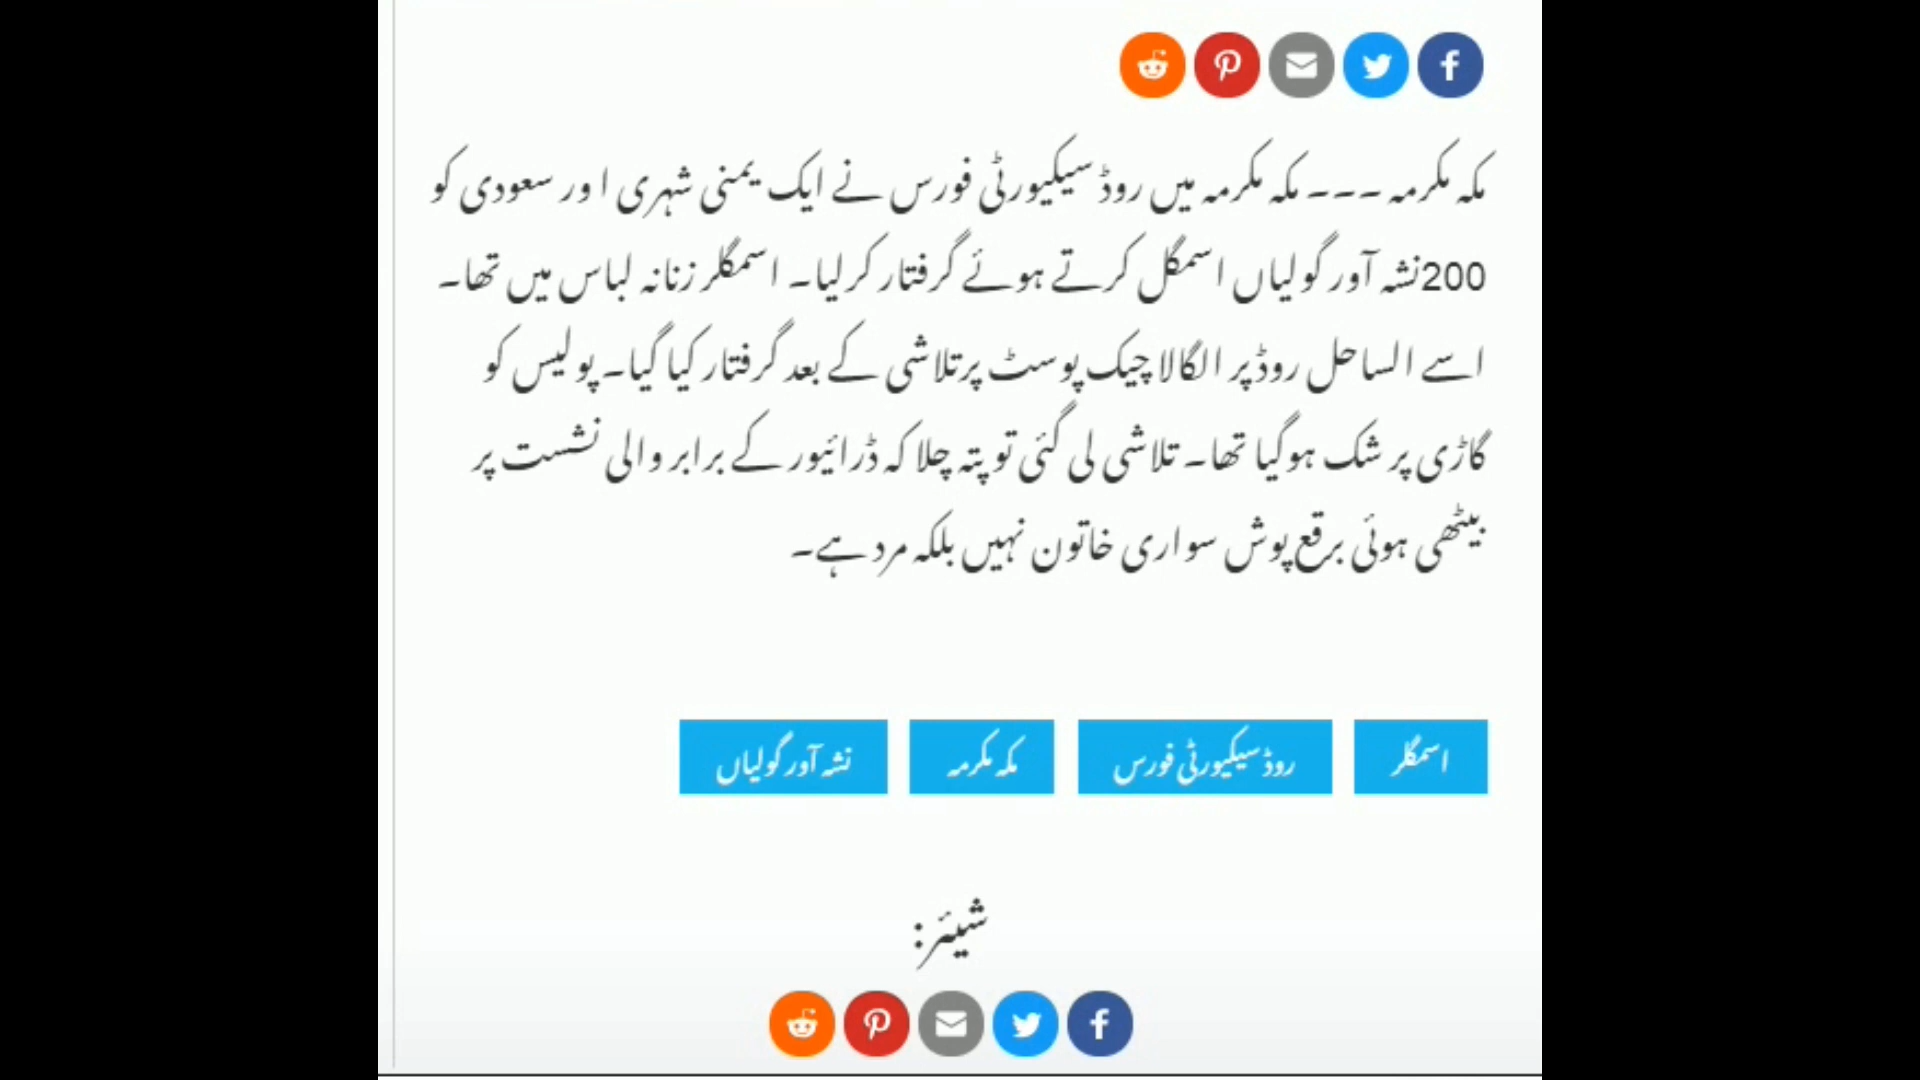 مکہ مکرمہ ۔۔۔ مکہ مکرمہ میں روڈ سیکیورٹی فورس نے ایک یمنی شہری ا ور سعودی کو
200نشہ آور گولیاں اسمگل کرتے ہوئے گرفتار کرلیا۔ اسمگلر زنانہ لباس میں تھا۔
اسے الساحل روڈ پر الگالا چیک پوسٹ پر تلاشی کے بعد گرفتار کیا گیا۔ پولیس کو
گاڑی پر شک ہوگیا تھا۔ تلاشی لی گئی تو پتہ چلا کہ ڈرائیور کے برابر والی نشست پر
بیٹھی ہوئی برقع پوش سواری خاتون نہیں بلکہ مرد ہے۔
اسمگلر روڈ سیکیورٹی فورس مکہ مکرمہ نشہ آور گولیاں
شیئر: